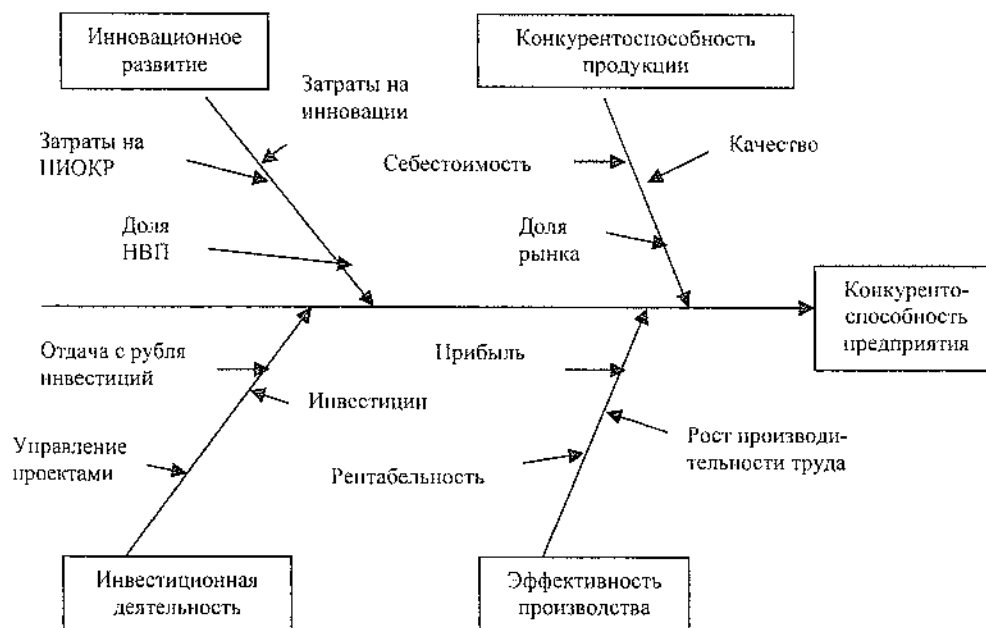 Инновационное
развитие
Конкурентоспособность
продукции
Затраты на
инновации
Затраты на
НИОКР
Себестоимость
Качество
Доля
НВП
Доля
рынка
Конкуренто-
способность
предприятия
Отдача с рубля
инвестиций
Прибыль
Инвестиции
Рост производи-
тельности труда
Управление
проектами
Рентабельность
Инвестиционная
деятельность
Эффективность
производства